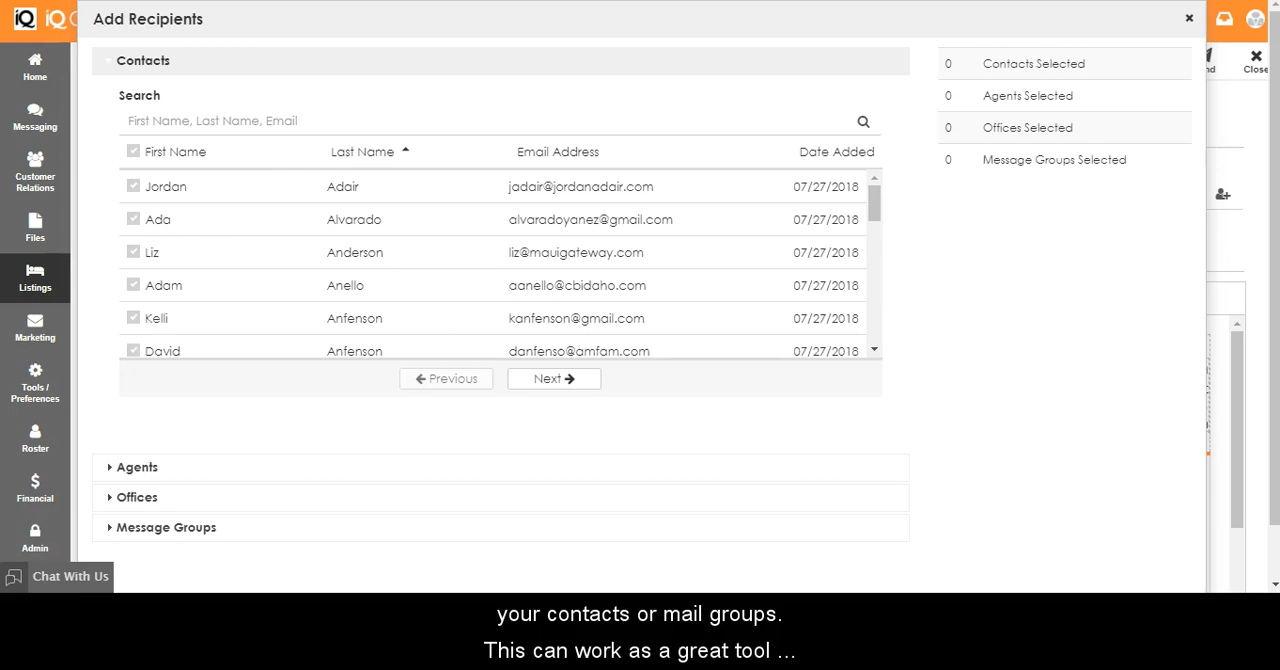 iQ iQ
Add Recipients
Home
Messaging
Customer
Relations
Files
Listings
Marketing
Tools /
Preferences
Roster
$
Financial
Admin
Chat With Us
Contacts
Search
First Name, Last Name, Email
First Name Last Name Email Address Date Added
Jordan Adair jadair@jordanadair.com 07/27/2018
Ada Alvarado alvaradoyanez@gmail.com 07/27/2018
Liz Anderson liz@mauigateway.com 07/27/2018
Adam Anello aanello@cbidaho.com 07/27/2018
Kelli Anfenson kanfenson@gmail.com 07/27/2018
David Anfenson danfenso@amfam.com 07/27/2018
Previous Next
Agents
Offices
Message Groups
0 Contacts Selected
0 Agents Selected
0 Offices Selected
0 Message Groups Selected
Close
your contacts or mail groups.
This can work as a great tool ...